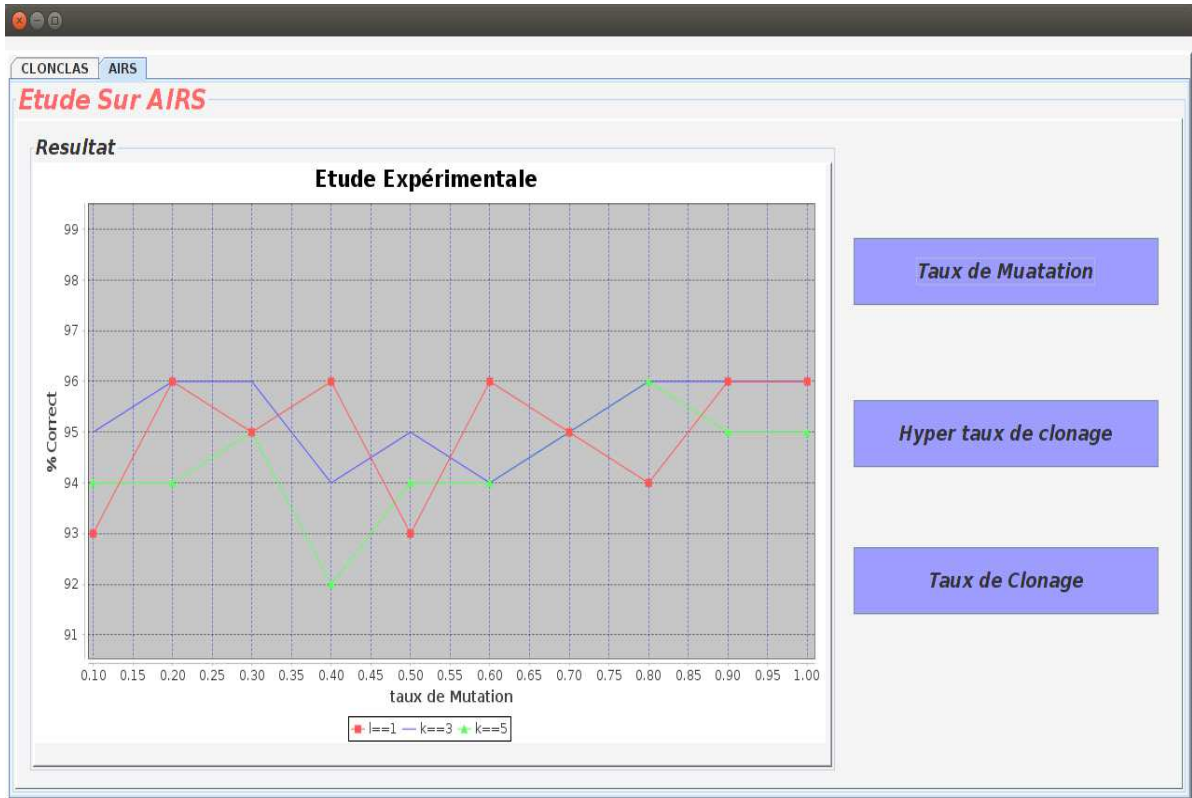 CLONCLAS AIRS
Etude Sur AIRS
Resultat
Etude Expérimentale
99
98
97
96
95
94
93
92
91
% Correct
0.10 0.15 0.20 0.25 0.30 0.35 0.40 0.45 0.50 0.55 0.60 0.65 0.70 0.75 0.80 0.85 0.90 0.95 1.00
taux de Mutation
l==1 k==3 k==5
Taux de Muatation
Hyper taux de clonage
Taux de Clonage